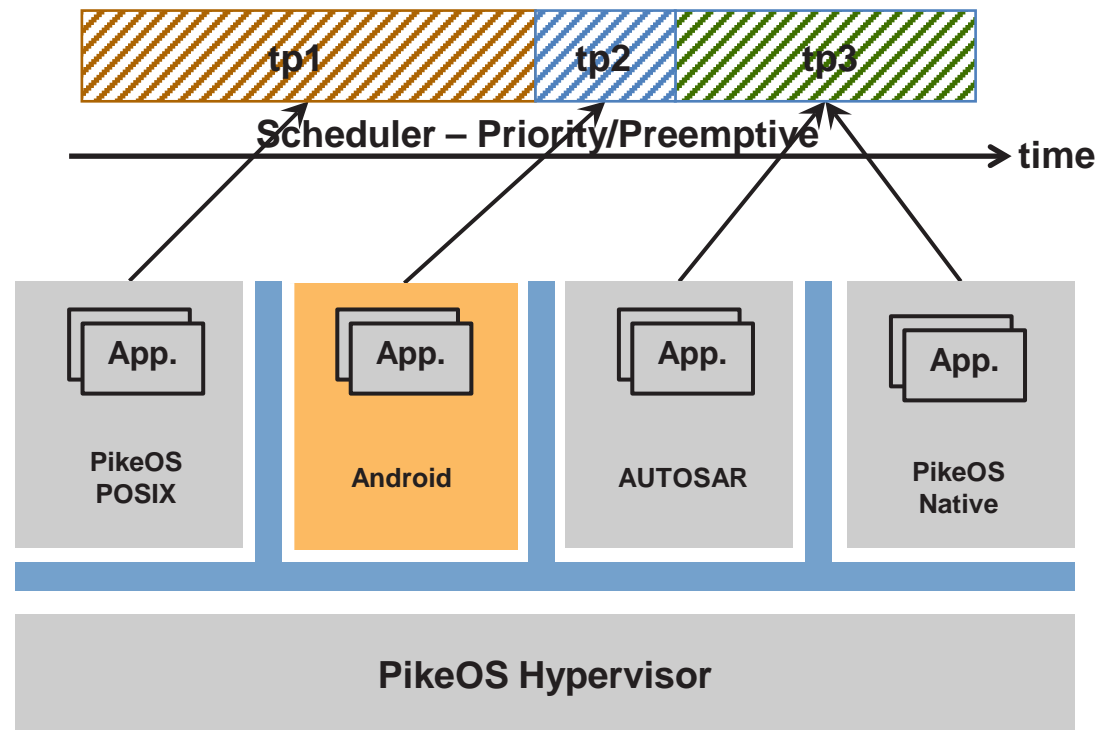 tp1 tp2 tp3
Scheduler – Priority/Preemptive
time
App. App. App. App.
PikeOS
POSIX
Android
AUTOSAR
PikeOS
Native
PikeOS Hypervisor